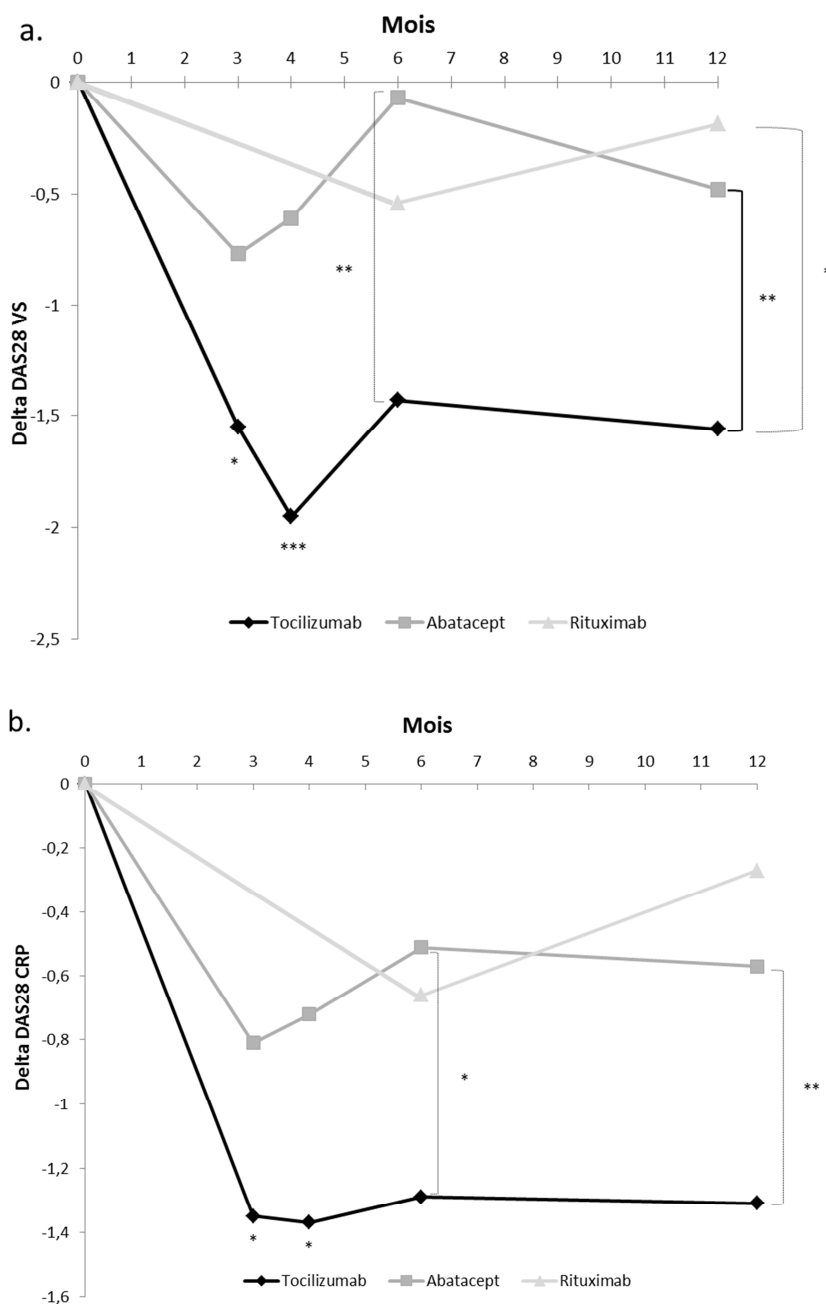 a.
Mois
0 1 2 3 4 5 6 7 8 9 10 11 12
0
-0,5
-1
-1,5
-2
-2,5
Delta DAS28 VS
**
**
*
*
***
Tocilizumab Abatacept Rituximab
b.
Mois
0 1 2 3 4 5 6 7 8 9 10 11 12
0
-0,2
-0,4
-0,6
-0,8
-1
-1,2
-1,4
-1,6
Delta DAS28 CRP
*
**
* *
Tocilizumab Abatacept Rituximab